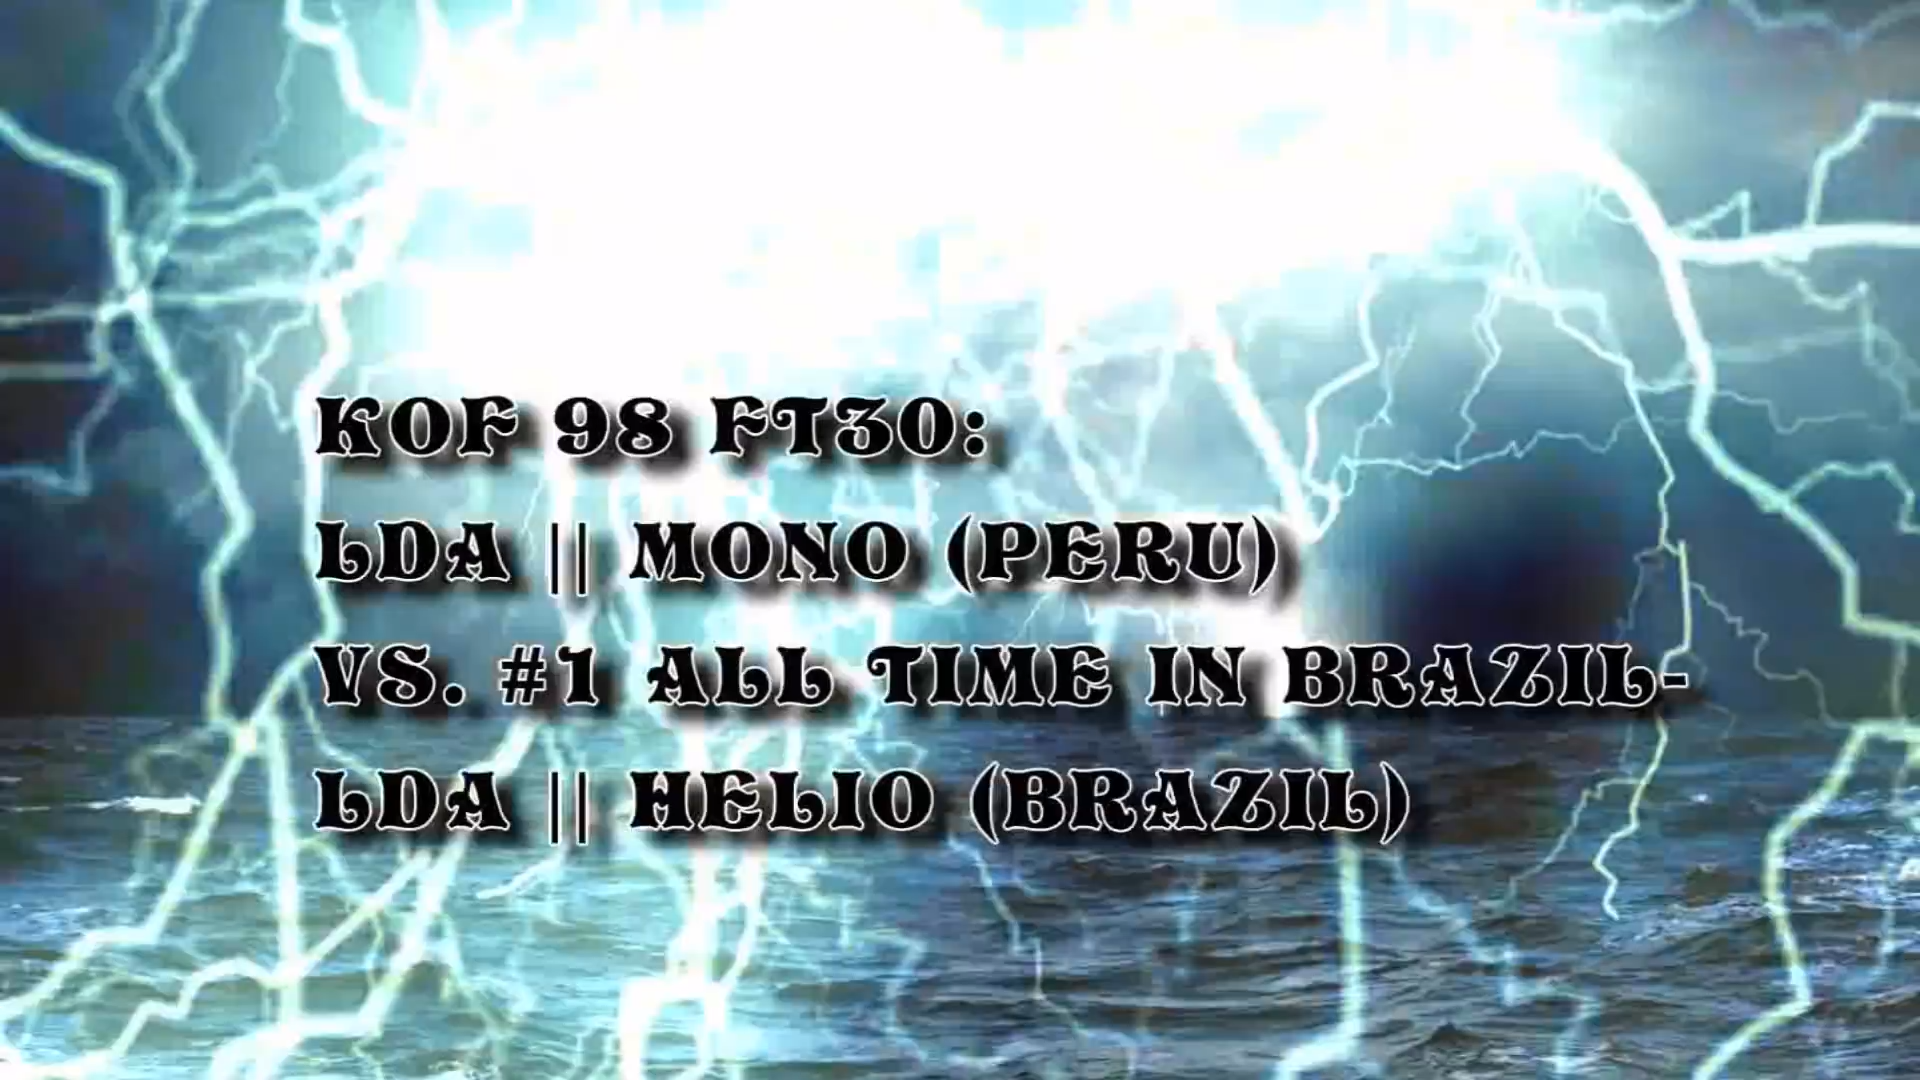 KOF 98 FT30:
LDA || MONO (PERU)
VS. #1 ALL TIME IN BRAZIL-
LDA || HELIO (BRAZIL)